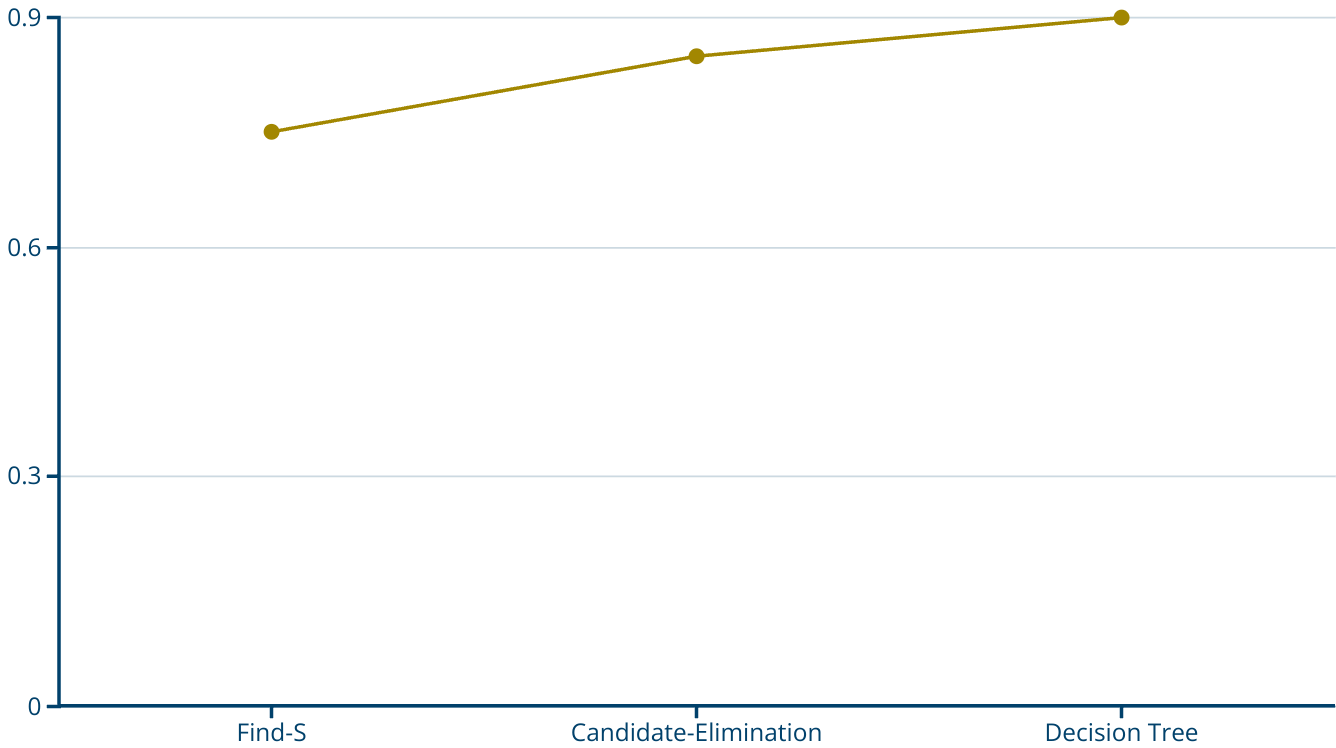 0.9
0.6
0.3
0
Find-S
Candidate-Elimination
Decision Tree